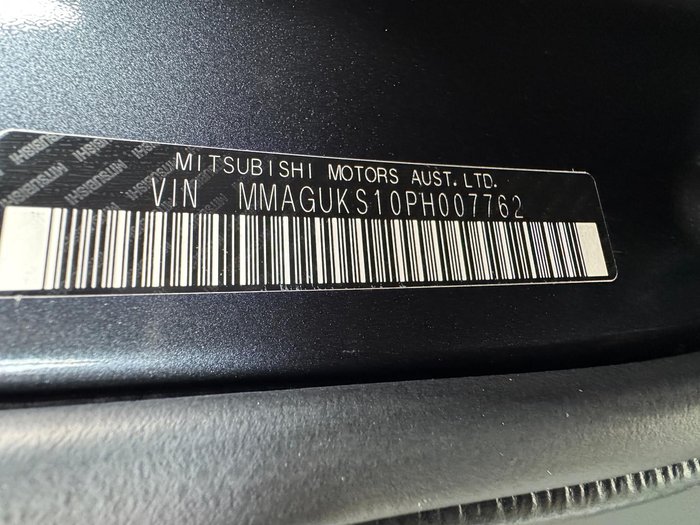 MITSUBISHI MOTORS AUST. LTD.
VIN MMAGUKS10PH007762